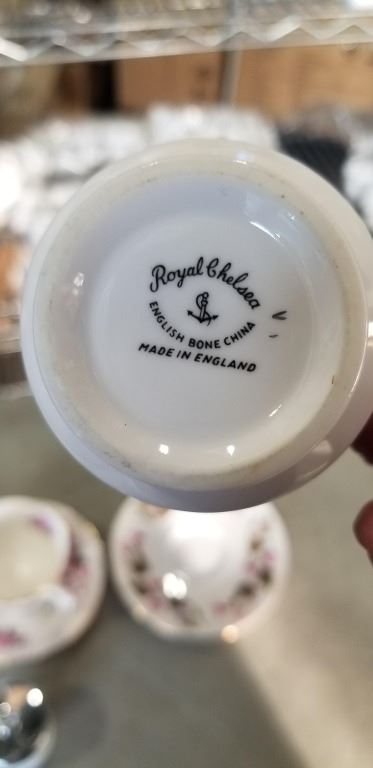 Royal Chelsea
ENGLISH BONE CHINA
MADE IN ENGLAND